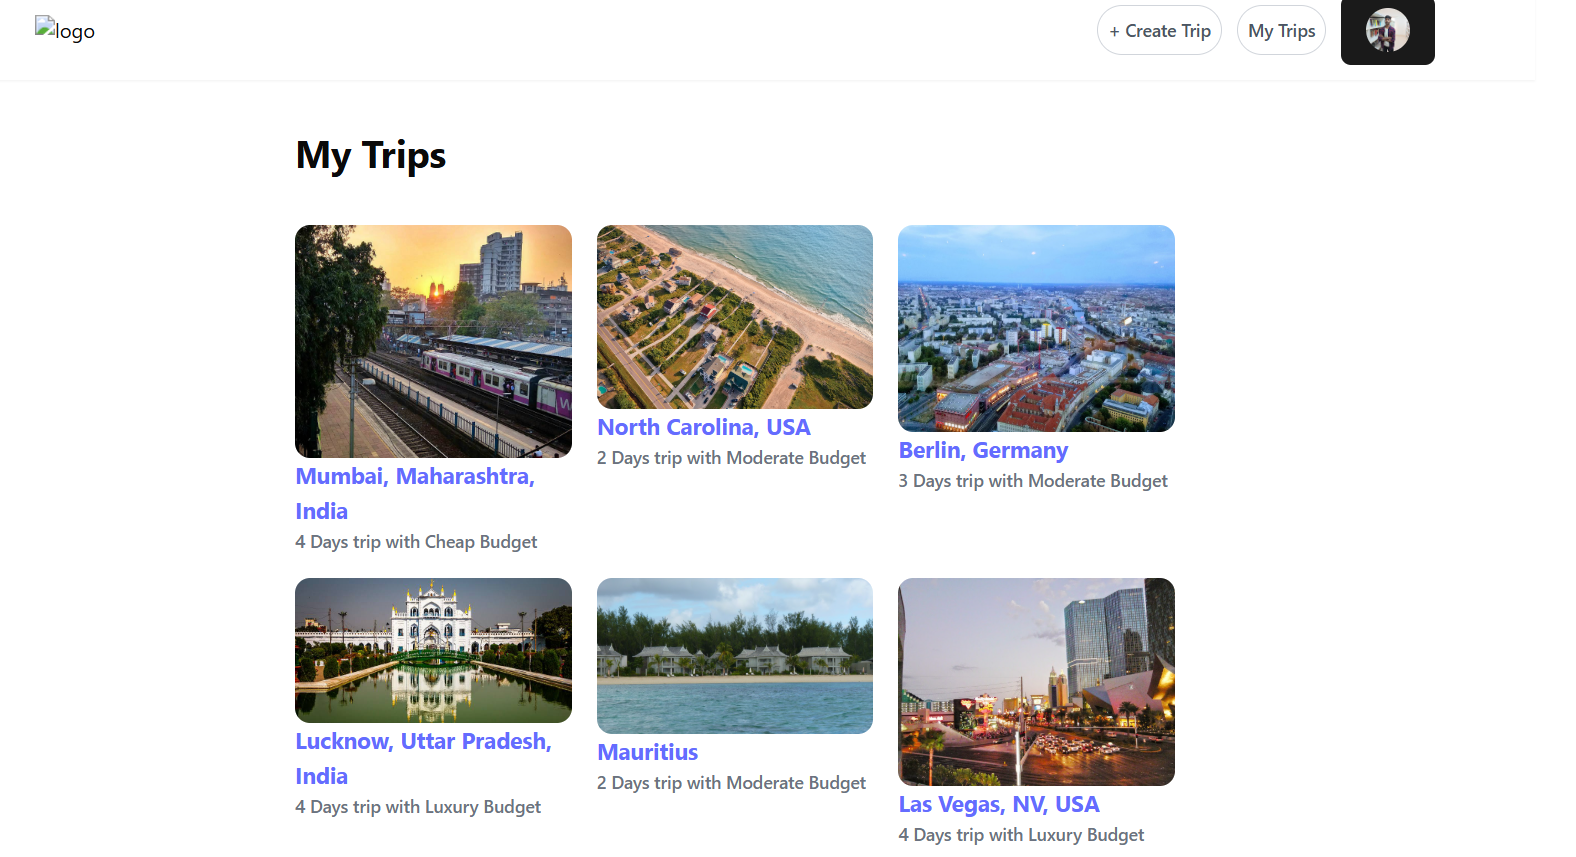 logo
+ Create Trip
My Trips
My Trips
Mumbai, Maharashtra,
India
4 Days trip with Cheap Budget
North Carolina, USA
2 Days trip with Moderate Budget
Berlin, Germany
3 Days trip with Moderate Budget
Lucknow, Uttar Pradesh,
India
4 Days trip with Luxury Budget
Mauritius
2 Days trip with Moderate Budget
Las Vegas, NV, USA
4 Days trip with Luxury Budget